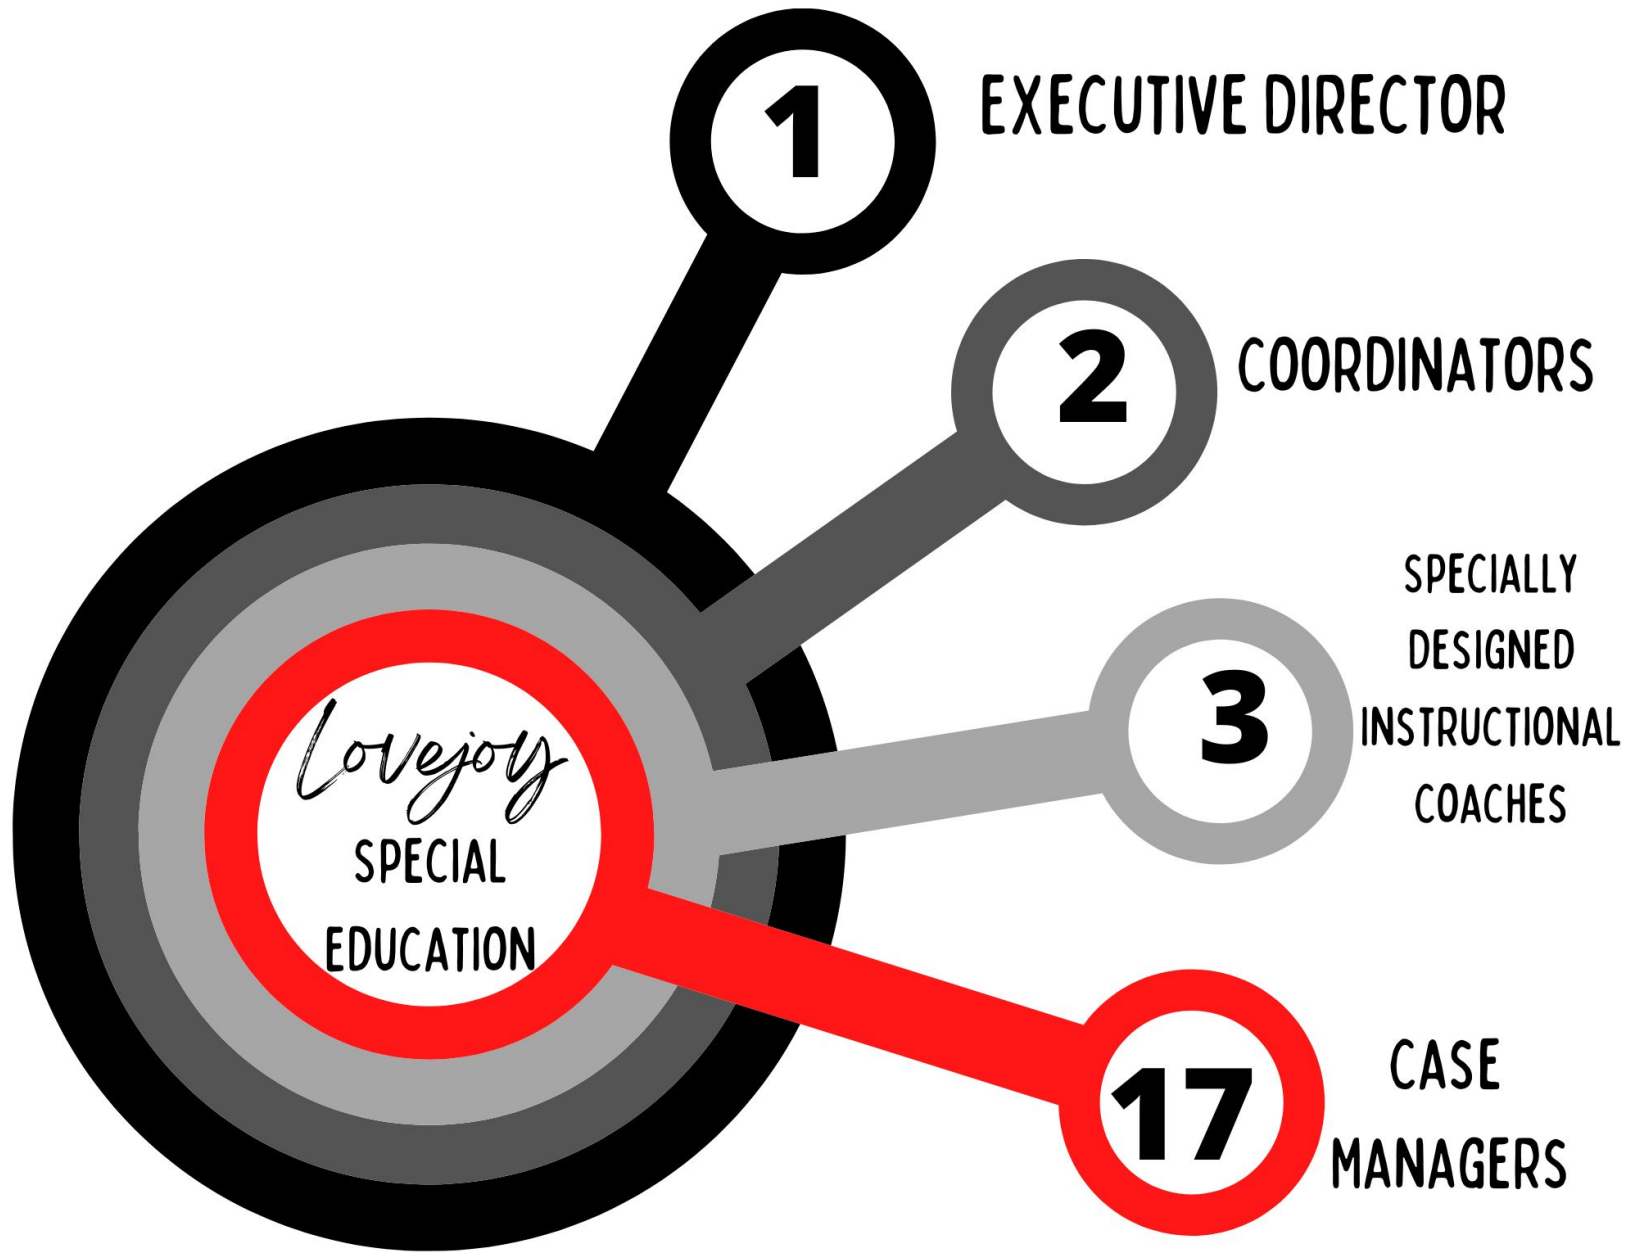 1
EXECUTIVE DIRECTOR
2
COORDINATORS
3
SPECIALLY
DESIGNED
INSTRUCTIONAL
COACHES
Lovejoy
SPECIAL
EDUCATION
17
CASE
MANAGERS